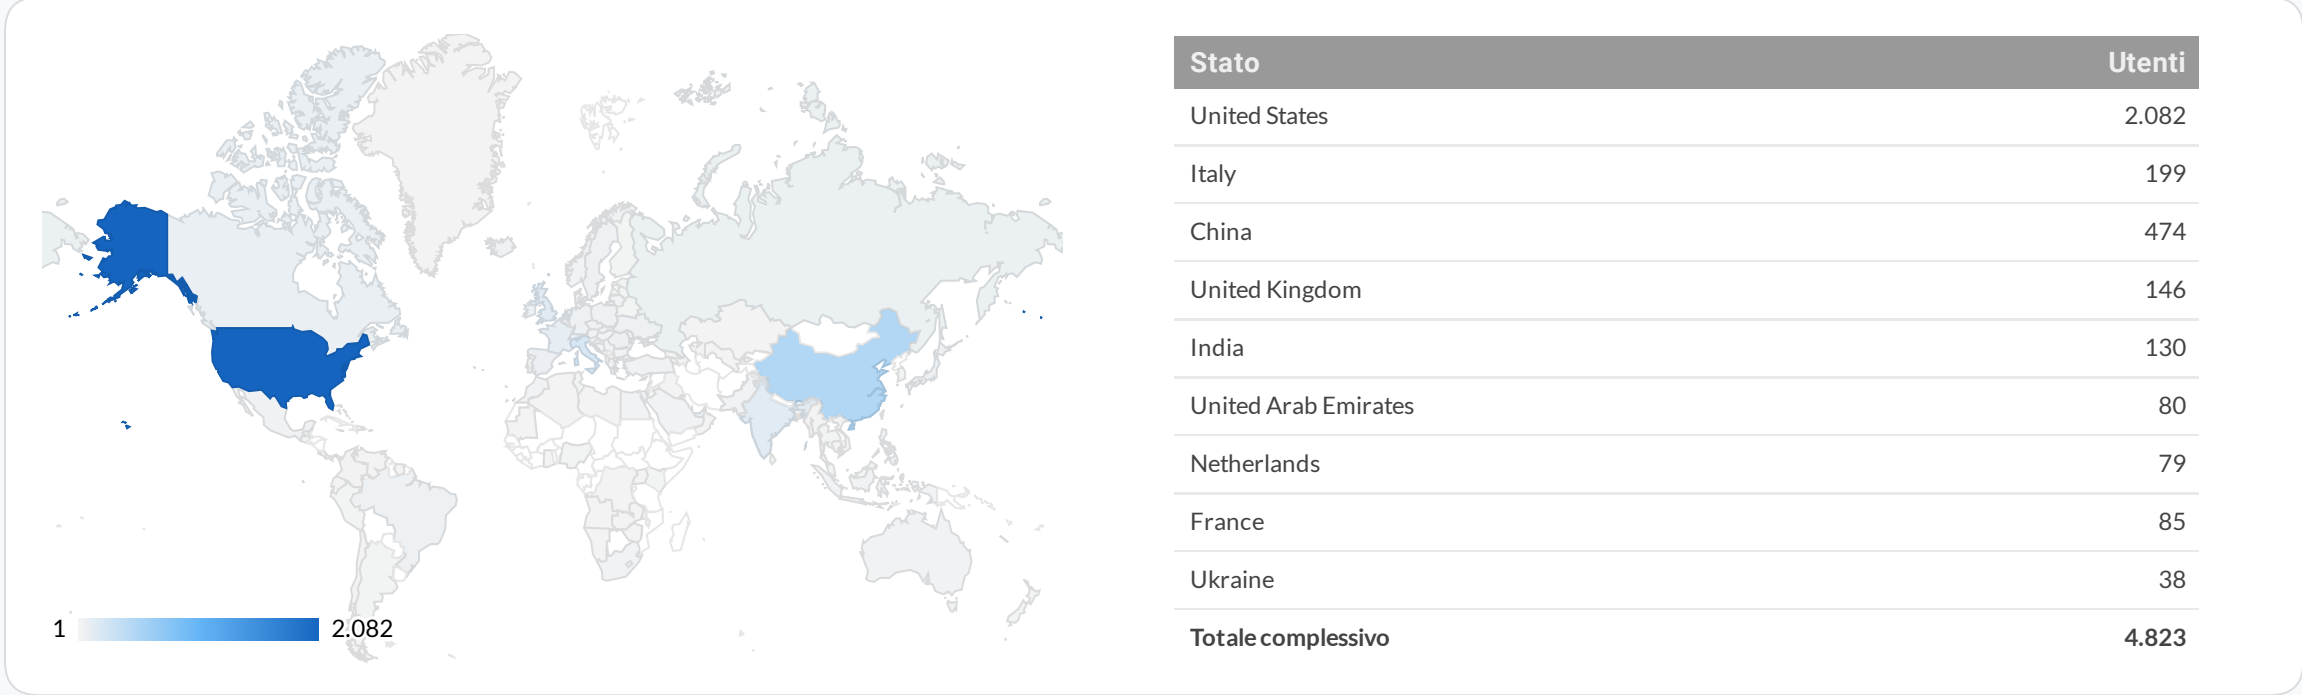 1
2.082
Stato Utenti
United States 2.082
Italy 199
China 474
United Kingdom 146
India 130
United Arab Emirates 80
Netherlands 79
France 85
Ukraine 38
Totale complessivo 4.823